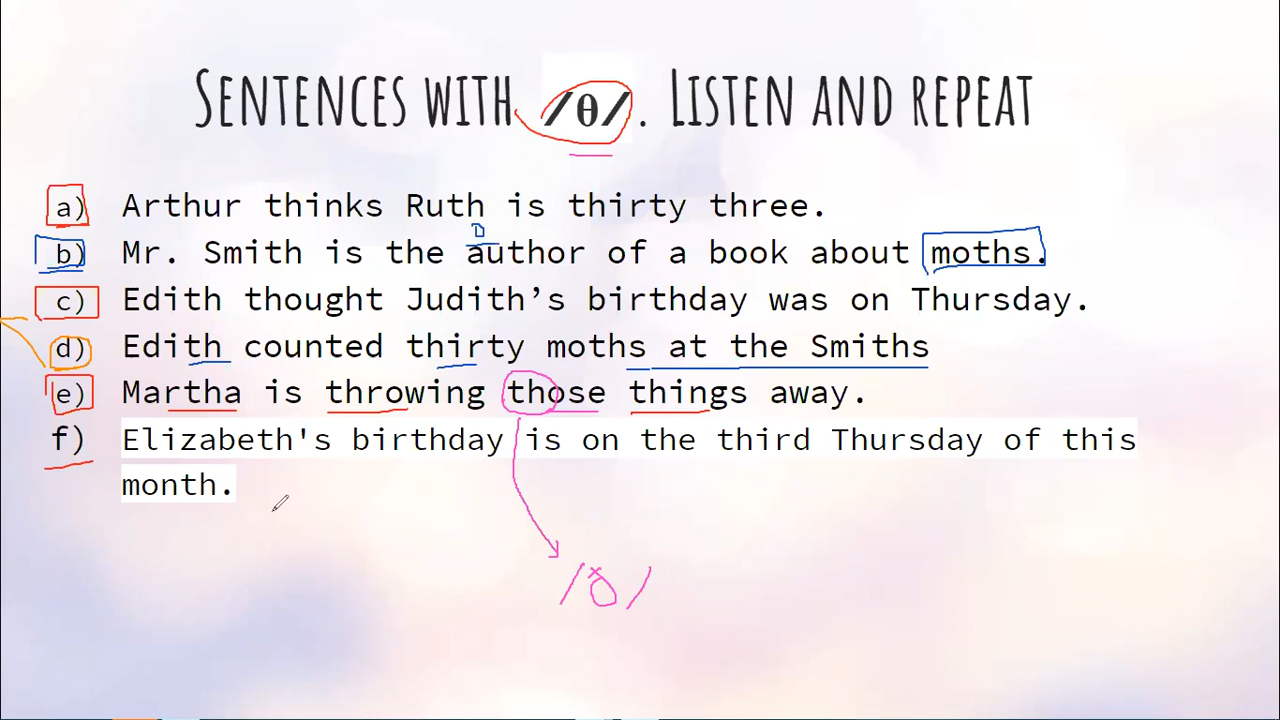 SENTENCES WITH /θ/. LISTEN AND REPEAT
a) Arthur thinks Ruth is thirty three.
b) Mr. Smith is the author of a book about moths.
c) Edith thought Judith’s birthday was on Thursday.
d) Edith counted thirty moths at the Smiths
e) Martha is throwing those things away.
f) Elizabeth's birthday is on the third Thursday of this
month.
/ð/